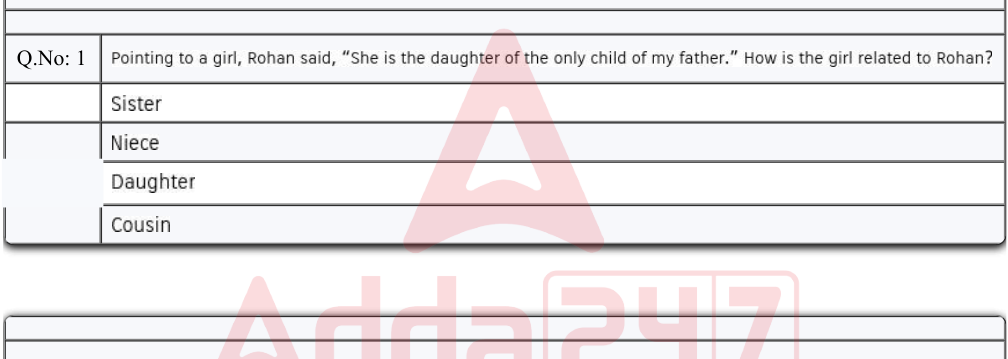 Q.No: 1 Pointing to a girl, Rohan said, “She is the daughter of the only child of my father.” How is the girl related to Rohan?
Sister
Niece
Daughter
Cousin
Adda247